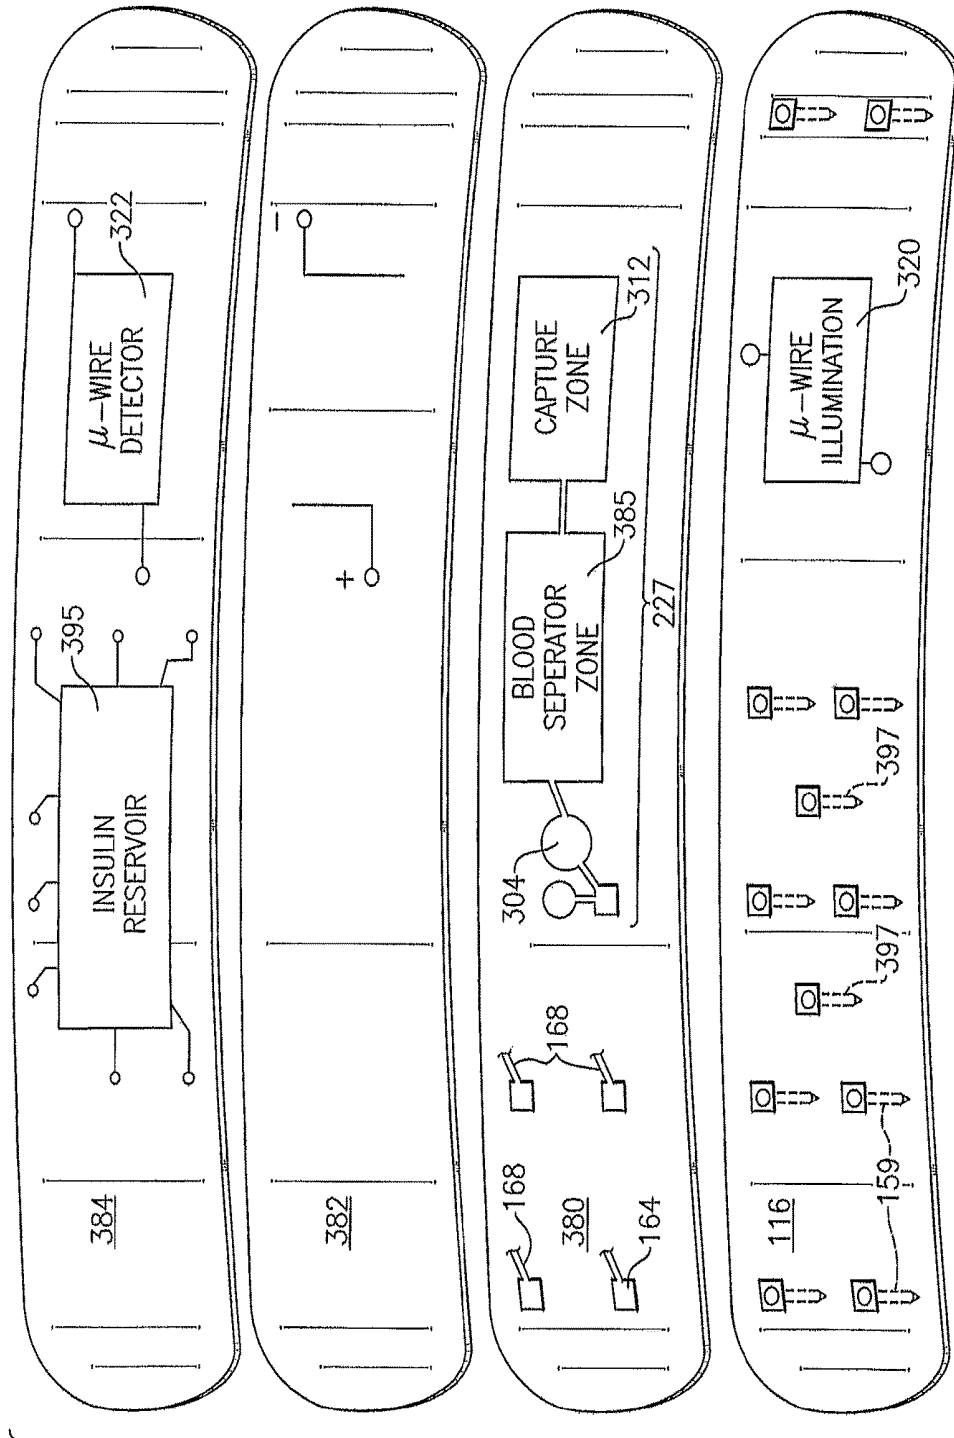 384
INSULIN
RESERVOIR
395
μ-WIRE
DETECTOR
322
382
+
−
380
168
168
164
304
BLOOD
SEPERATOR
ZONE
385
CAPTURE
ZONE
312
227
116
159
397
397
μ-WIRE
ILLUMINATION
320